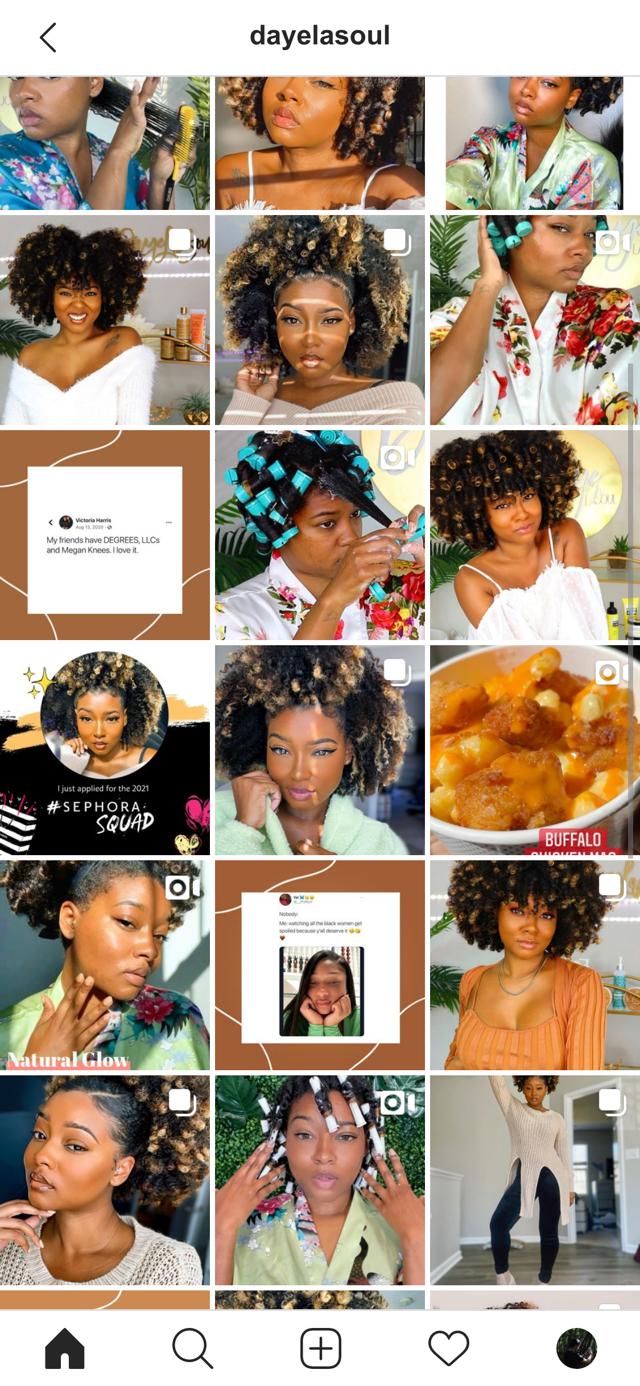 dayelasoul
Victoria Harris
Aug 15, 2020
My friends have DEGREES, LLCs
and Megan Knees. I love it.
I just applied for the 2021
#SEPHORA
SQUAD
BUFFALO
CHICKEN MAC
Nobody:
Me watching all the black women get
spoiled because y'all deserve it
Natural Glow